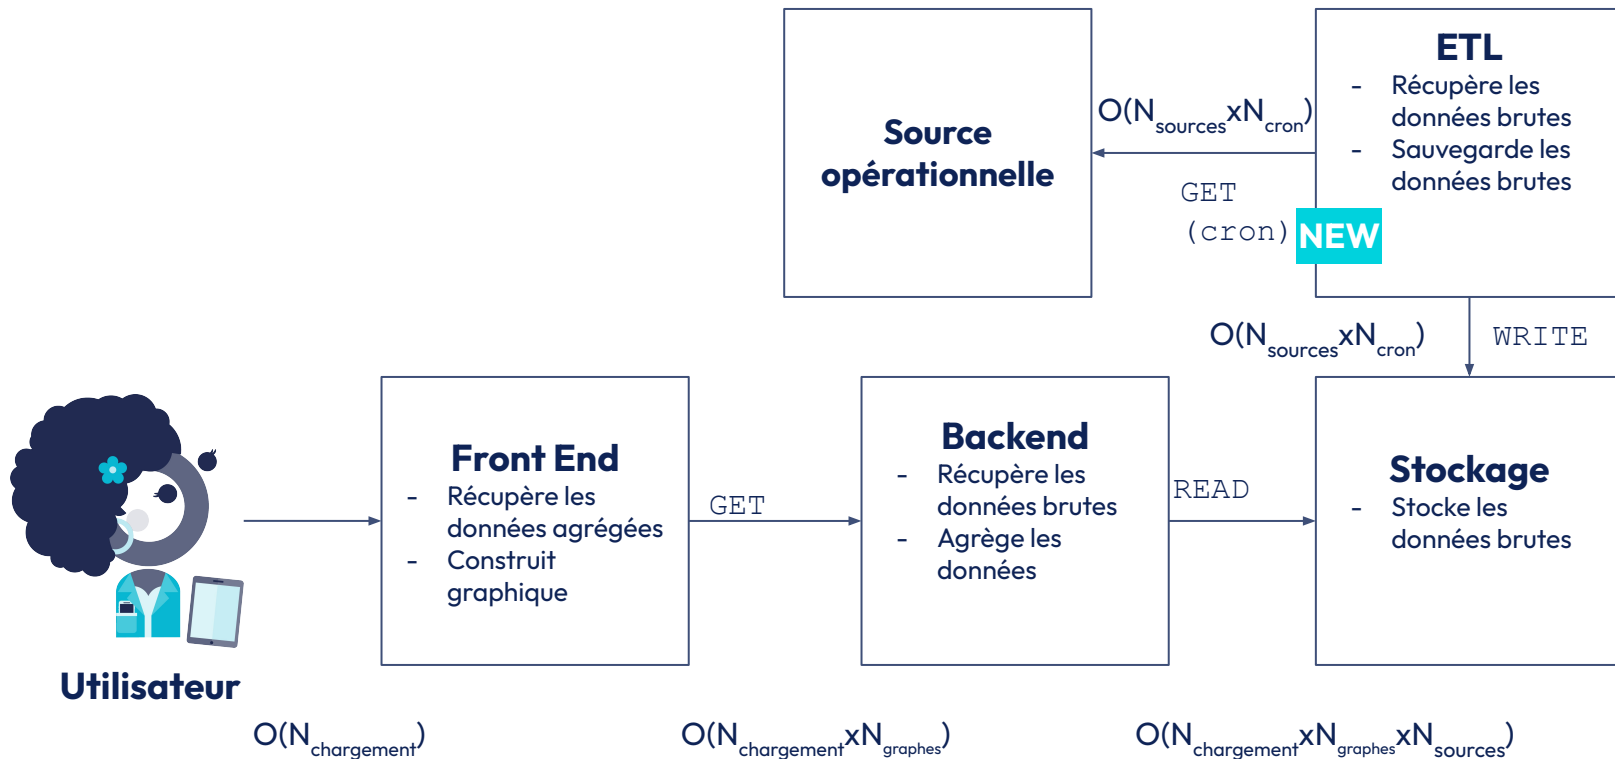 Source
opérationnelle
O(NsourcesxNcron)
GET
(cron)
NEW
ETL
- Récupère les
données brutes
- Sauvegarde les
données brutes
O(NsourcesxNcron)
WRITE
Utilisateur
Front End
- Récupère les
données agrégées
- Construit
graphique
GET
Backend
- Récupère les
données brutes
- Agrège les
données
READ
Stockage
- Stocke les
données brutes
O(Nchargement)
O(NchargementxNgraphes)
O(NchargementxNgraphesxNsources)